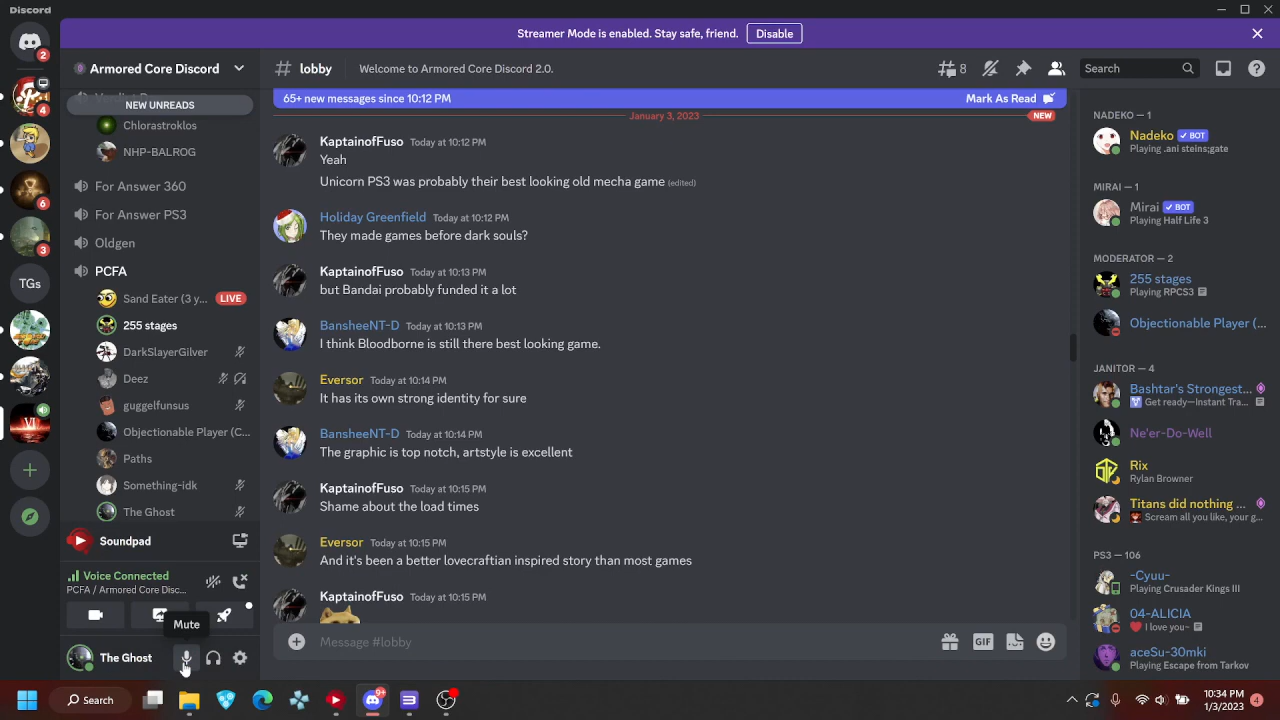 Discord
Streamer Mode is enabled. Stay safe, friend.
Disable
2
4
6
3
TGs
VI
Armored Core Discord
NEW UNREADS
Chlorastroklos
NHP-BALROG
For Answer 360
For Answer PS3
Oldgen
PCFA
Sand Eater (3 y...
LIVE
255 stages
DarkSlayerGilver
Deez
guggelfunsus
Objectionable Player (C...
Paths
Something-idk
The Ghost
Soundpad
Voice Connected
PCFA / Armored Core Disc...
Mute
The Ghost
# lobby
Welcome to Armored Core Discord 2.0.
8
Search
65+ new messages since 10:12 PM
Mark As Read
January 3, 2023
NEW
KaptainofFuso Today at 10:12 PM
Yeah
Unicorn PS3 was probably their best looking old mecha game (edited)
Holiday Greenfield Today at 10:12 PM
They made games before dark souls?
KaptainofFuso Today at 10:13 PM
but Bandai probably funded it a lot
BansheeNT-D Today at 10:13 PM
I think Bloodborne is still there best looking game.
Eversor Today at 10:14 PM
It has its own strong identity for sure
BansheeNT-D Today at 10:14 PM
The graphic is top notch, artstyle is excellent
KaptainofFuso Today at 10:15 PM
Shame about the load times
Eversor Today at 10:15 PM
And it's been a better lovecraftian inspired story than most games
KaptainofFuso Today at 10:15 PM
Message #lobby
GIF
NADEKO — 1
Nadeko BOT
Playing .ani steins;gate
MIRAI — 1
Mirai BOT
Playing Half Life 3
MODERATOR — 2
255 stages
Playing RPCS3
Objectionable Player (...
JANITOR — 4
Bashtar's Strongest...
Get ready—Instant Tra...
Ne'er-Do-Well
Rix
Rylan Browner
Titans did nothing ...
Scream all you like, your g...
PS3 — 106
-Cyuu-
Playing Crusader Kings III
04-ALICIA
I love you~
aceSu-30mki
Playing Escape from Tarkov
Search
9+
10:34 PM
1/3/2023
4